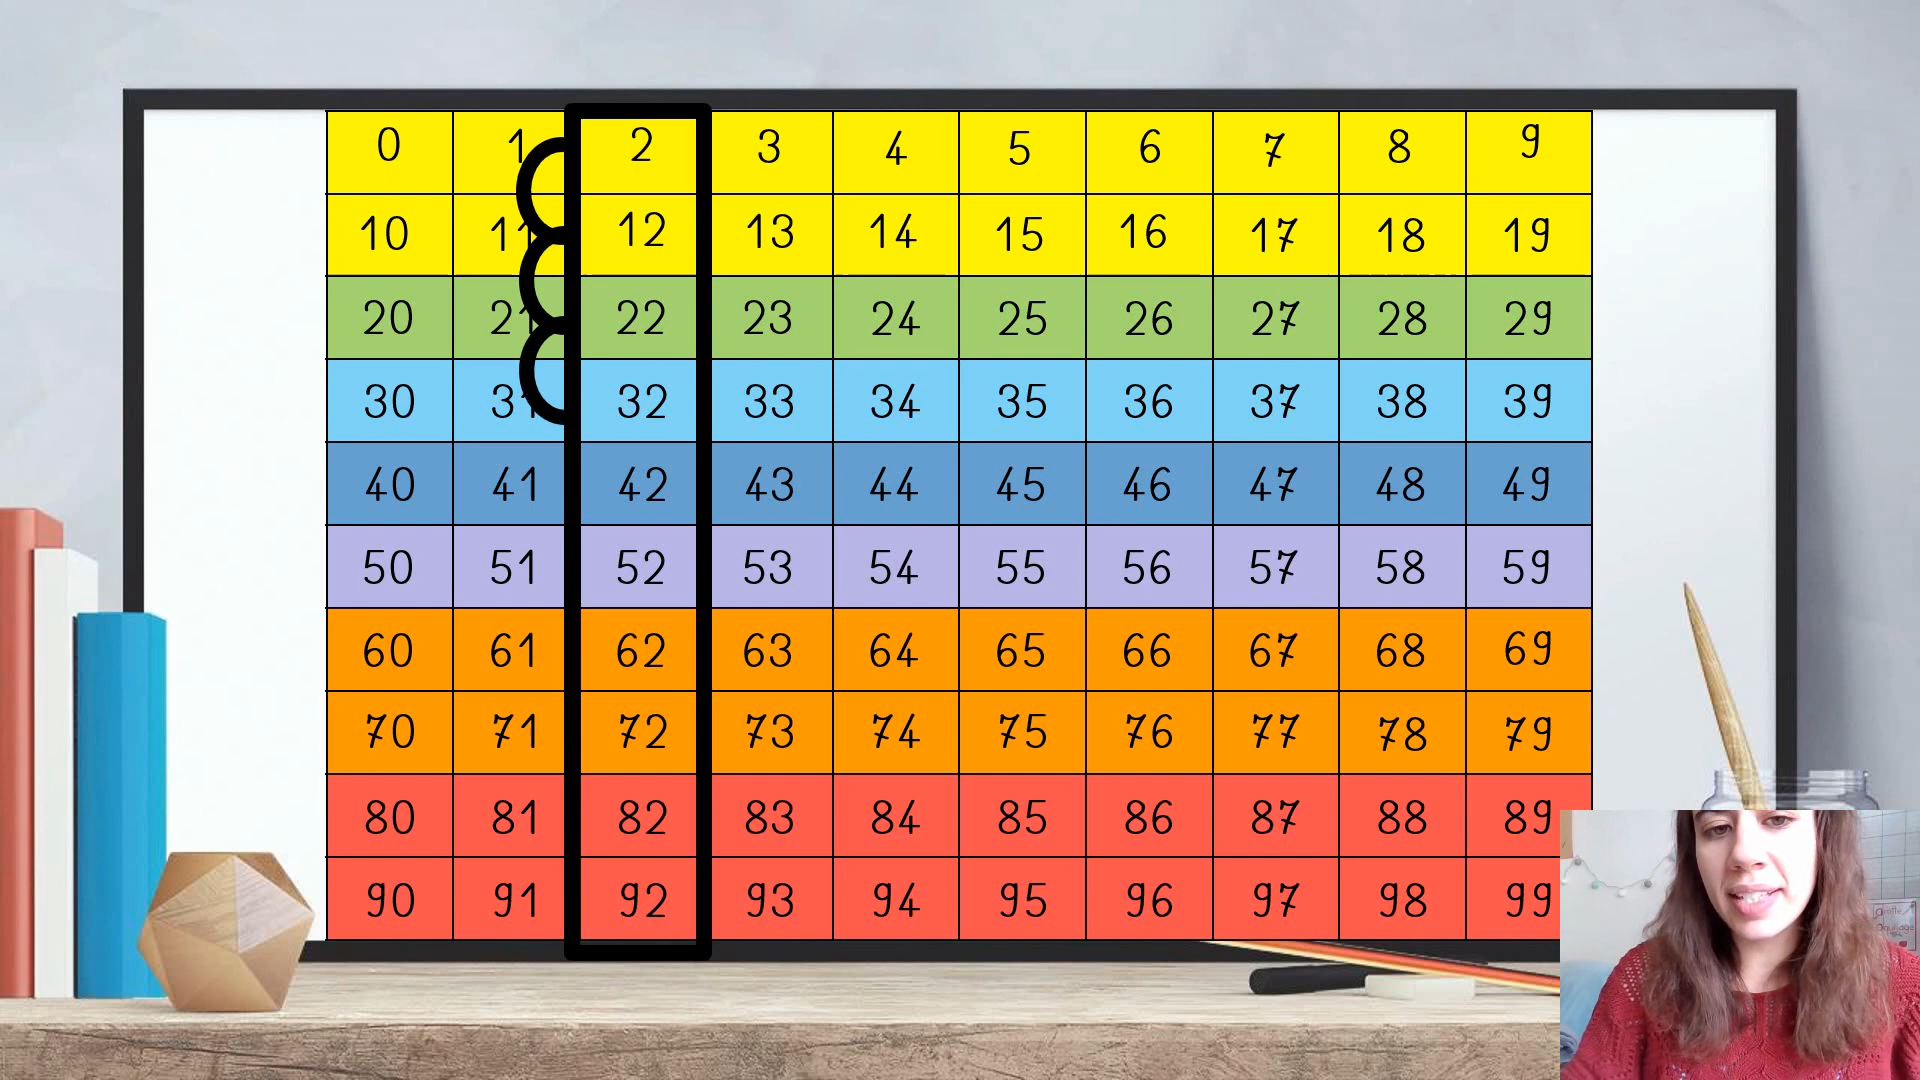 0 1 2 3 4 5 6 7 8 9
10 11 12 13 14 15 16 17 18 19
20 21 22 23 24 25 26 27 28 29
30 31 32 33 34 35 36 37 38 39
40 41 42 43 44 45 46 47 48 49
50 51 52 53 54 55 56 57 58 59
60 61 62 63 64 65 66 67 68 69
70 71 72 73 74 75 76 77 78 79
80 81 82 83 84 85 86 87 88 89
90 91 92 93 94 95 96 97 98 99